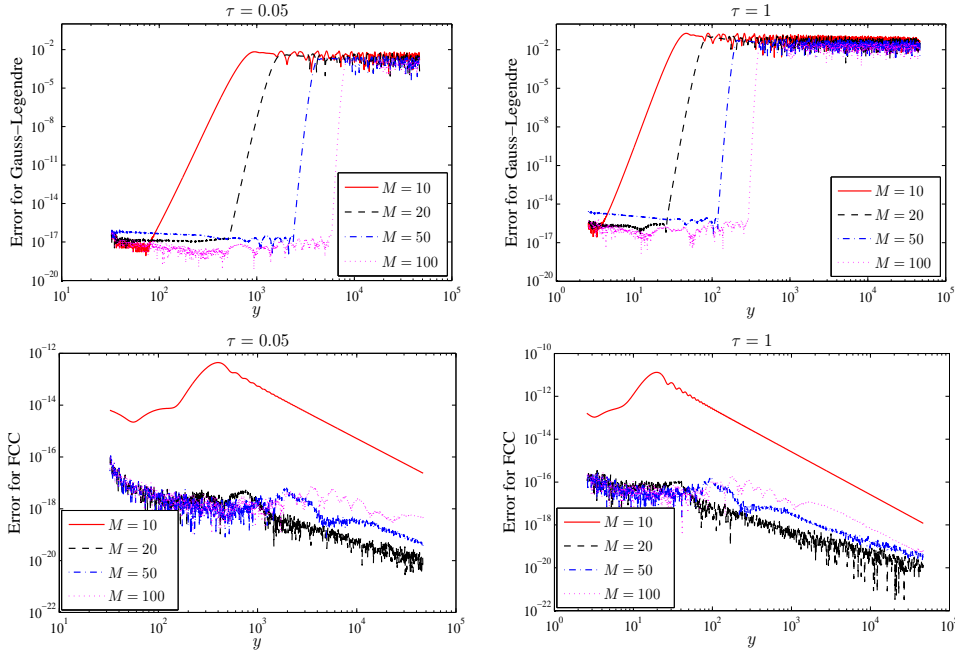 τ = 0.05
Error for Gauss−Legendre
10^-2
10^-5
10^-8
10^-11
10^-14
10^-17
10^-20
10^1
10^2
10^3
10^4
10^5
y
M = 10
M = 20
M = 50
M = 100
τ = 1
Error for Gauss−Legendre
10^-2
10^-5
10^-8
10^-11
10^-14
10^-17
10^-20
10^0
10^1
10^2
10^3
10^4
10^5
y
M = 10
M = 20
M = 50
M = 100
τ = 0.05
Error for FCC
10^-12
10^-14
10^-16
10^-18
10^-20
10^-22
10^1
10^2
10^3
10^4
10^5
y
M = 10
M = 20
M = 50
M = 100
τ = 1
Error for FCC
10^-10
10^-12
10^-14
10^-16
10^-18
10^-20
10^-22
10^0
10^1
10^2
10^3
10^4
10^5
y
M = 10
M = 20
M = 50
M = 100